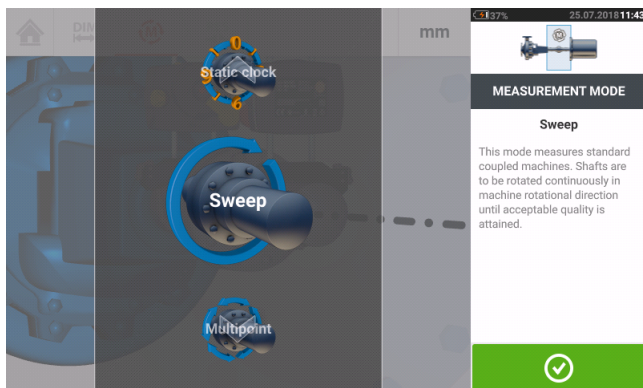 DIM
M
mm
37%
25.07.2018 11:43
0
9
6
Static clock
Sweep
Multipoint
MEASUREMENT MODE
Sweep
This mode measures standard
coupled machines. Shafts are
to be rotated continuously in
machine rotational direction
until acceptable quality is
attained.